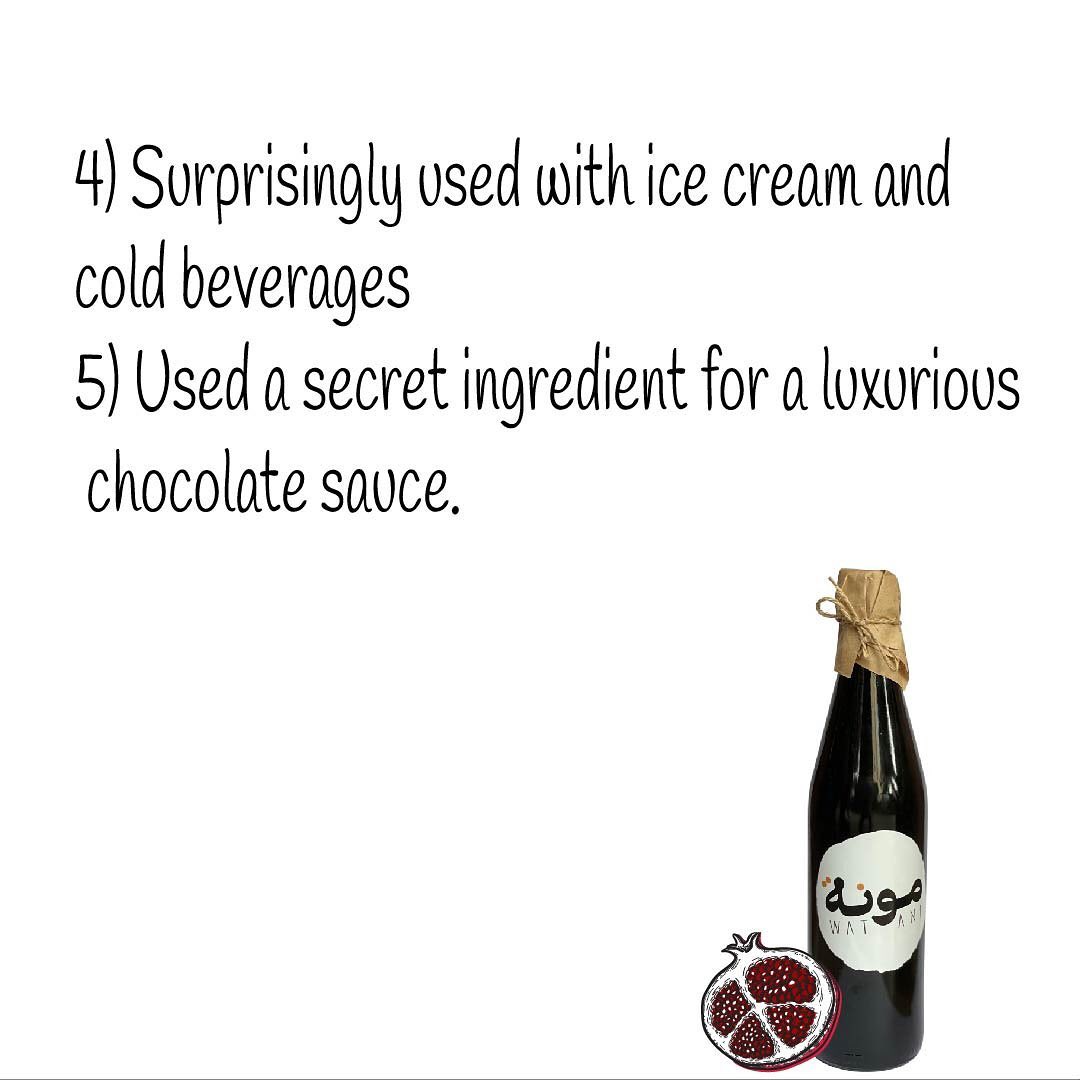 4) Surprisingly used with ice cream and
cold beverages
5) Used a secret ingredient for a luxurious
chocolate sauce.
مونة